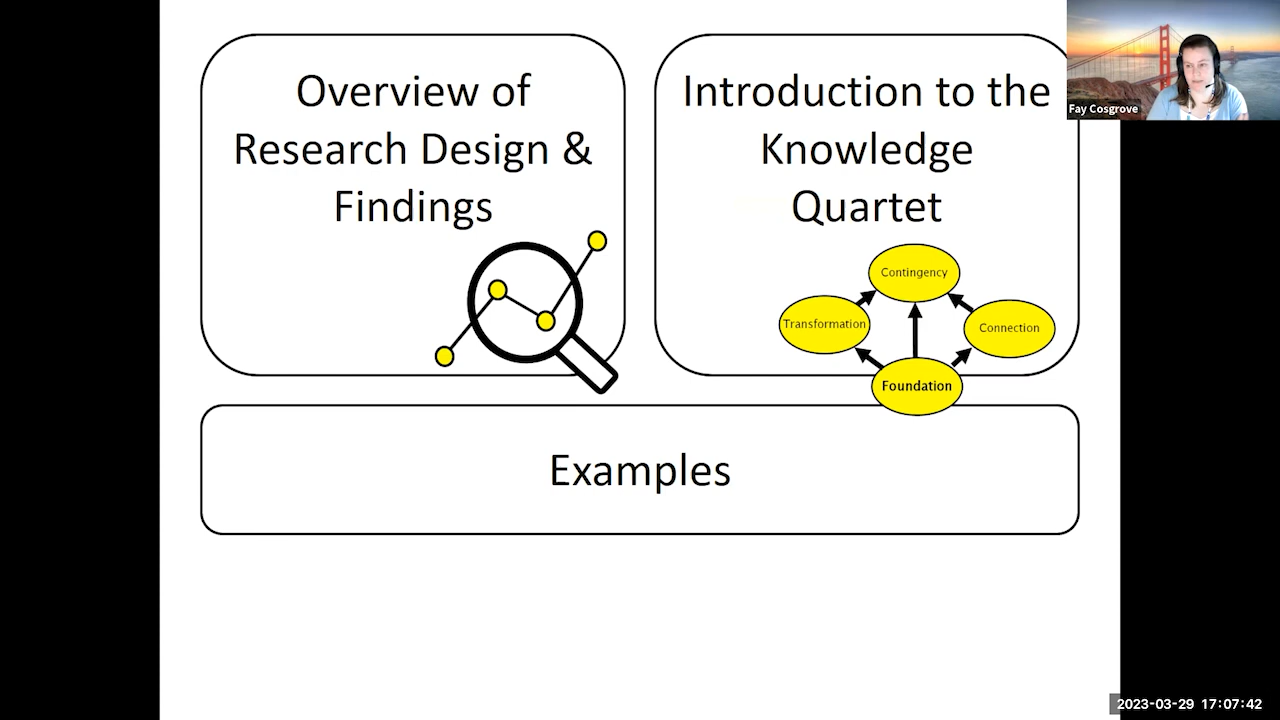 Overview of
Research Design &
Findings
Introduction to the
Knowledge
Quartet
Contingency
Transformation
Connection
Foundation
Examples
Fay Cosgrove
2023-03-29 17:07:42